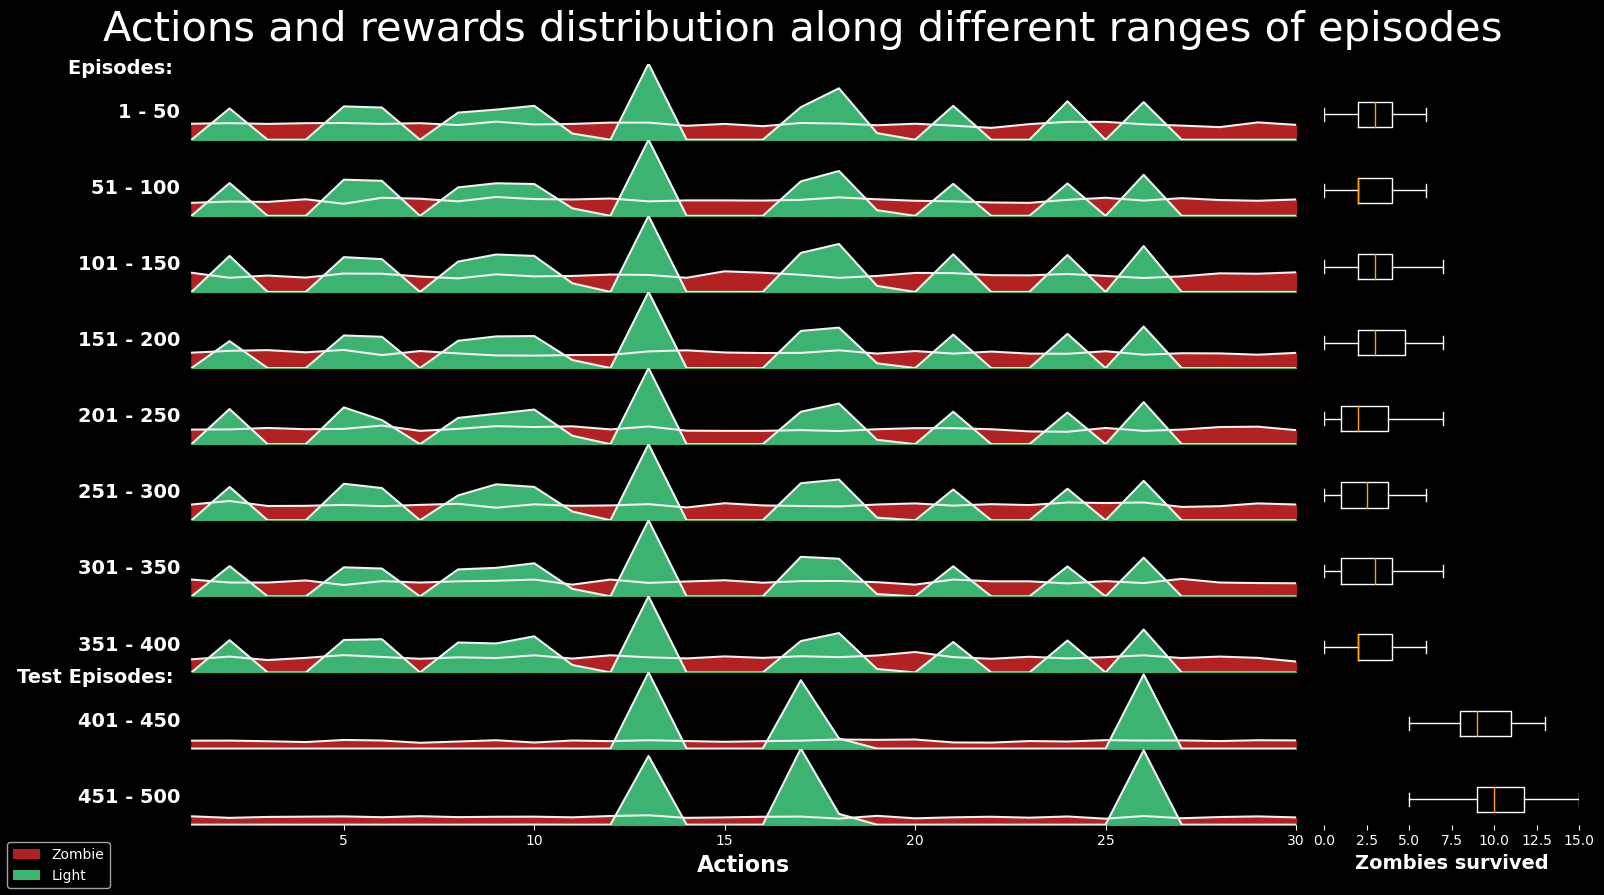 Actions and rewards distribution along different ranges of episodes
Episodes:
1 - 50
51 - 100
101 - 150
151 - 200
201 - 250
251 - 300
301 - 350
351 - 400
Test Episodes:
401 - 450
451 - 500
5 10 15 20 25 30
Actions
0.0 2.5 5.0 7.5 10.0 12.5 15.0
Zombies survived
Zombie
Light